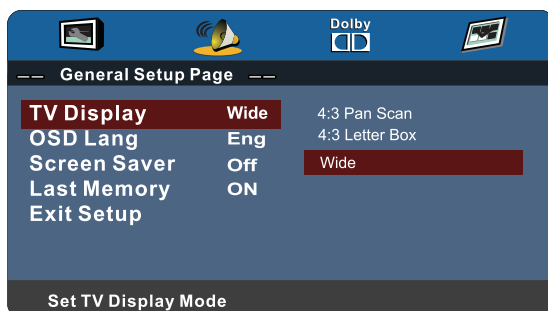 Dolby
—— General Setup Page ——
TV Display Wide
4:3 Pan Scan
OSD Lang Eng
4:3 Letter Box
Screen Saver Off
Wide
Last Memory ON
Exit Setup
Set TV Display Mode